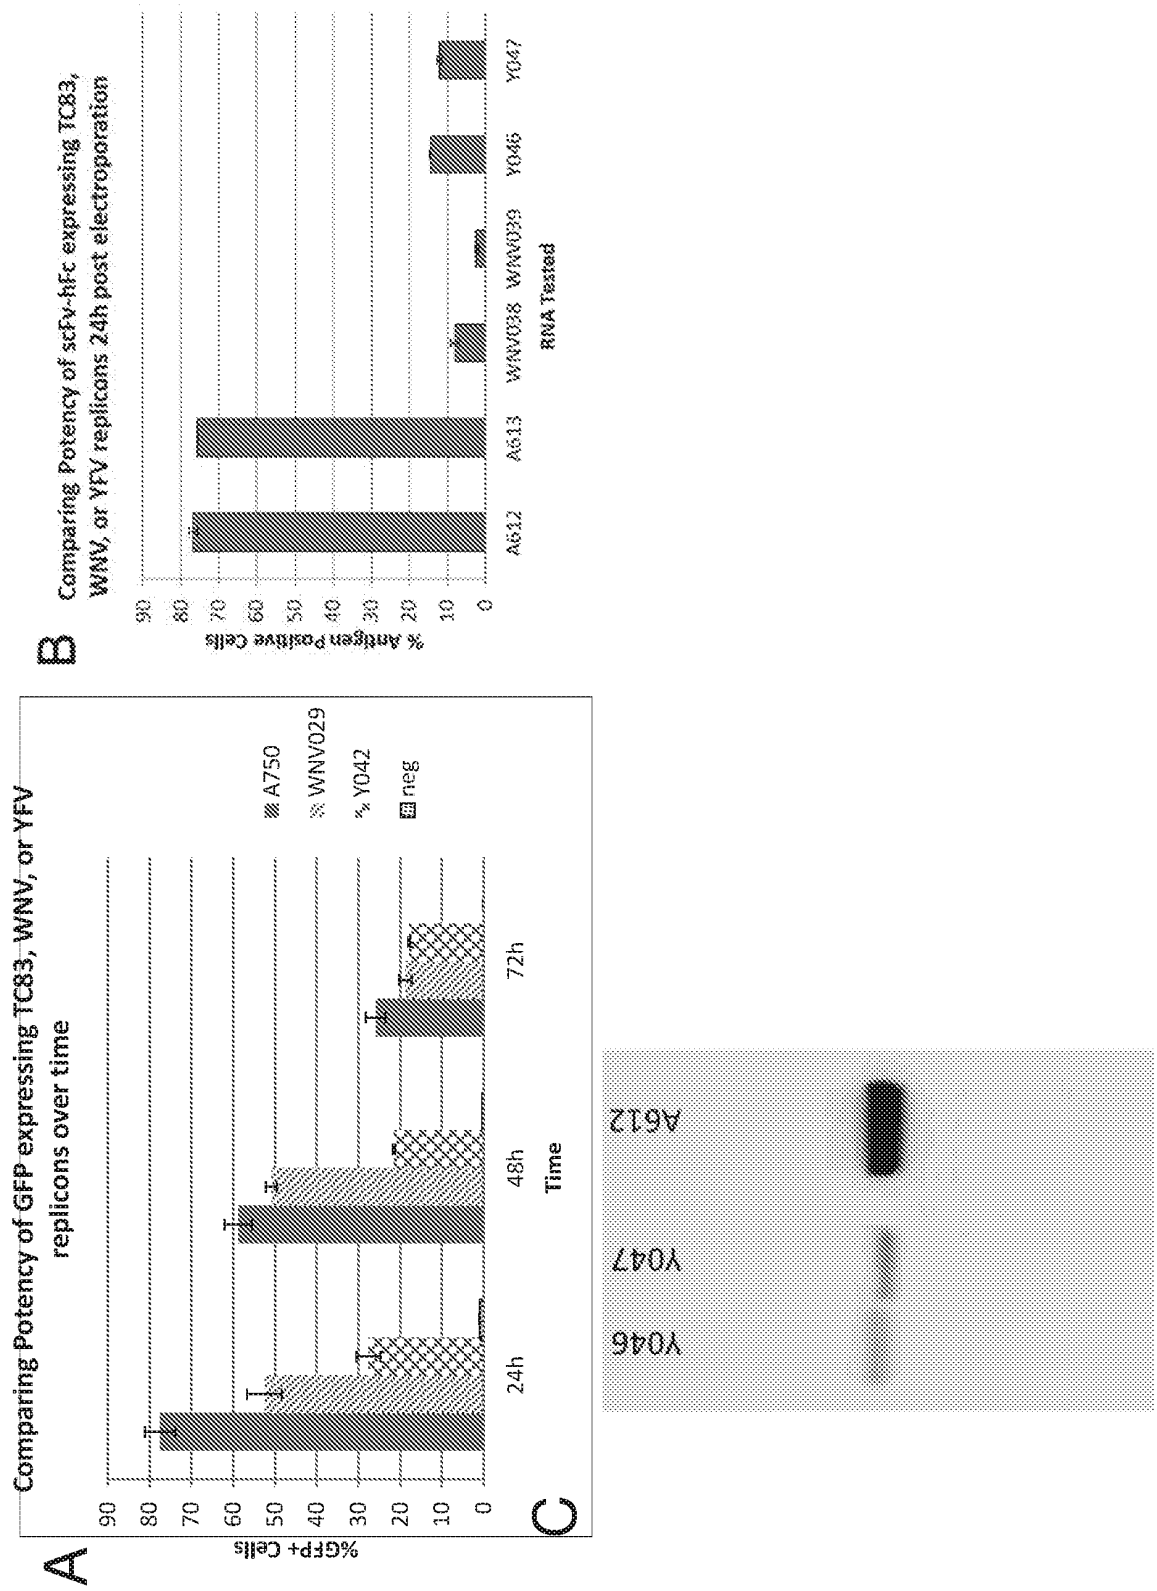 A
Comparing Potency of GFP expressing TC83, WNV, or YFV
replicons over time
%GFP+ Cells
90
80
70
60
50
40
30
20
10
0
24h
48h
72h
Time
A750
WNV029
Y042
neg
B
Comparing Potency of scFv-hFc expressing TC83,
WNV, or YFV replicons 24h post electroporation
% Antigen Positive Cells
90
80
70
60
50
40
30
20
10
0
A612
A613
WNV038
WNV039
Y046
Y047
RNA Tested
C
Y046
Y047
A612